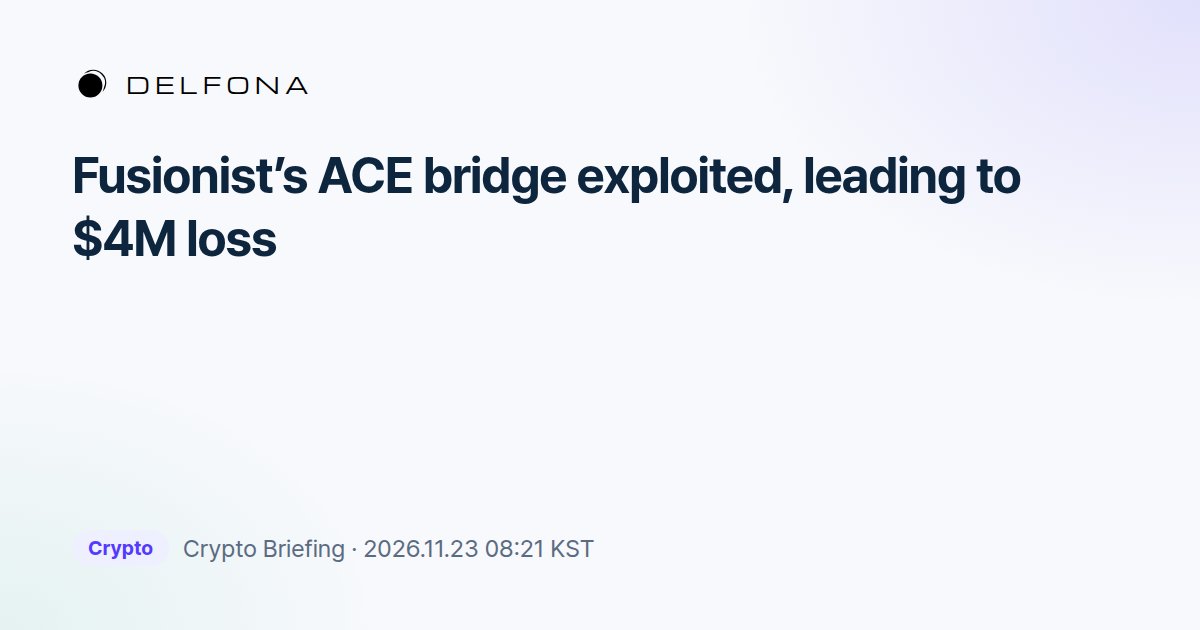 DELFONA
Fusionist’s ACE bridge exploited, leading to
$4M loss
Crypto Crypto Briefing · 2026.11.23 08:21 KST